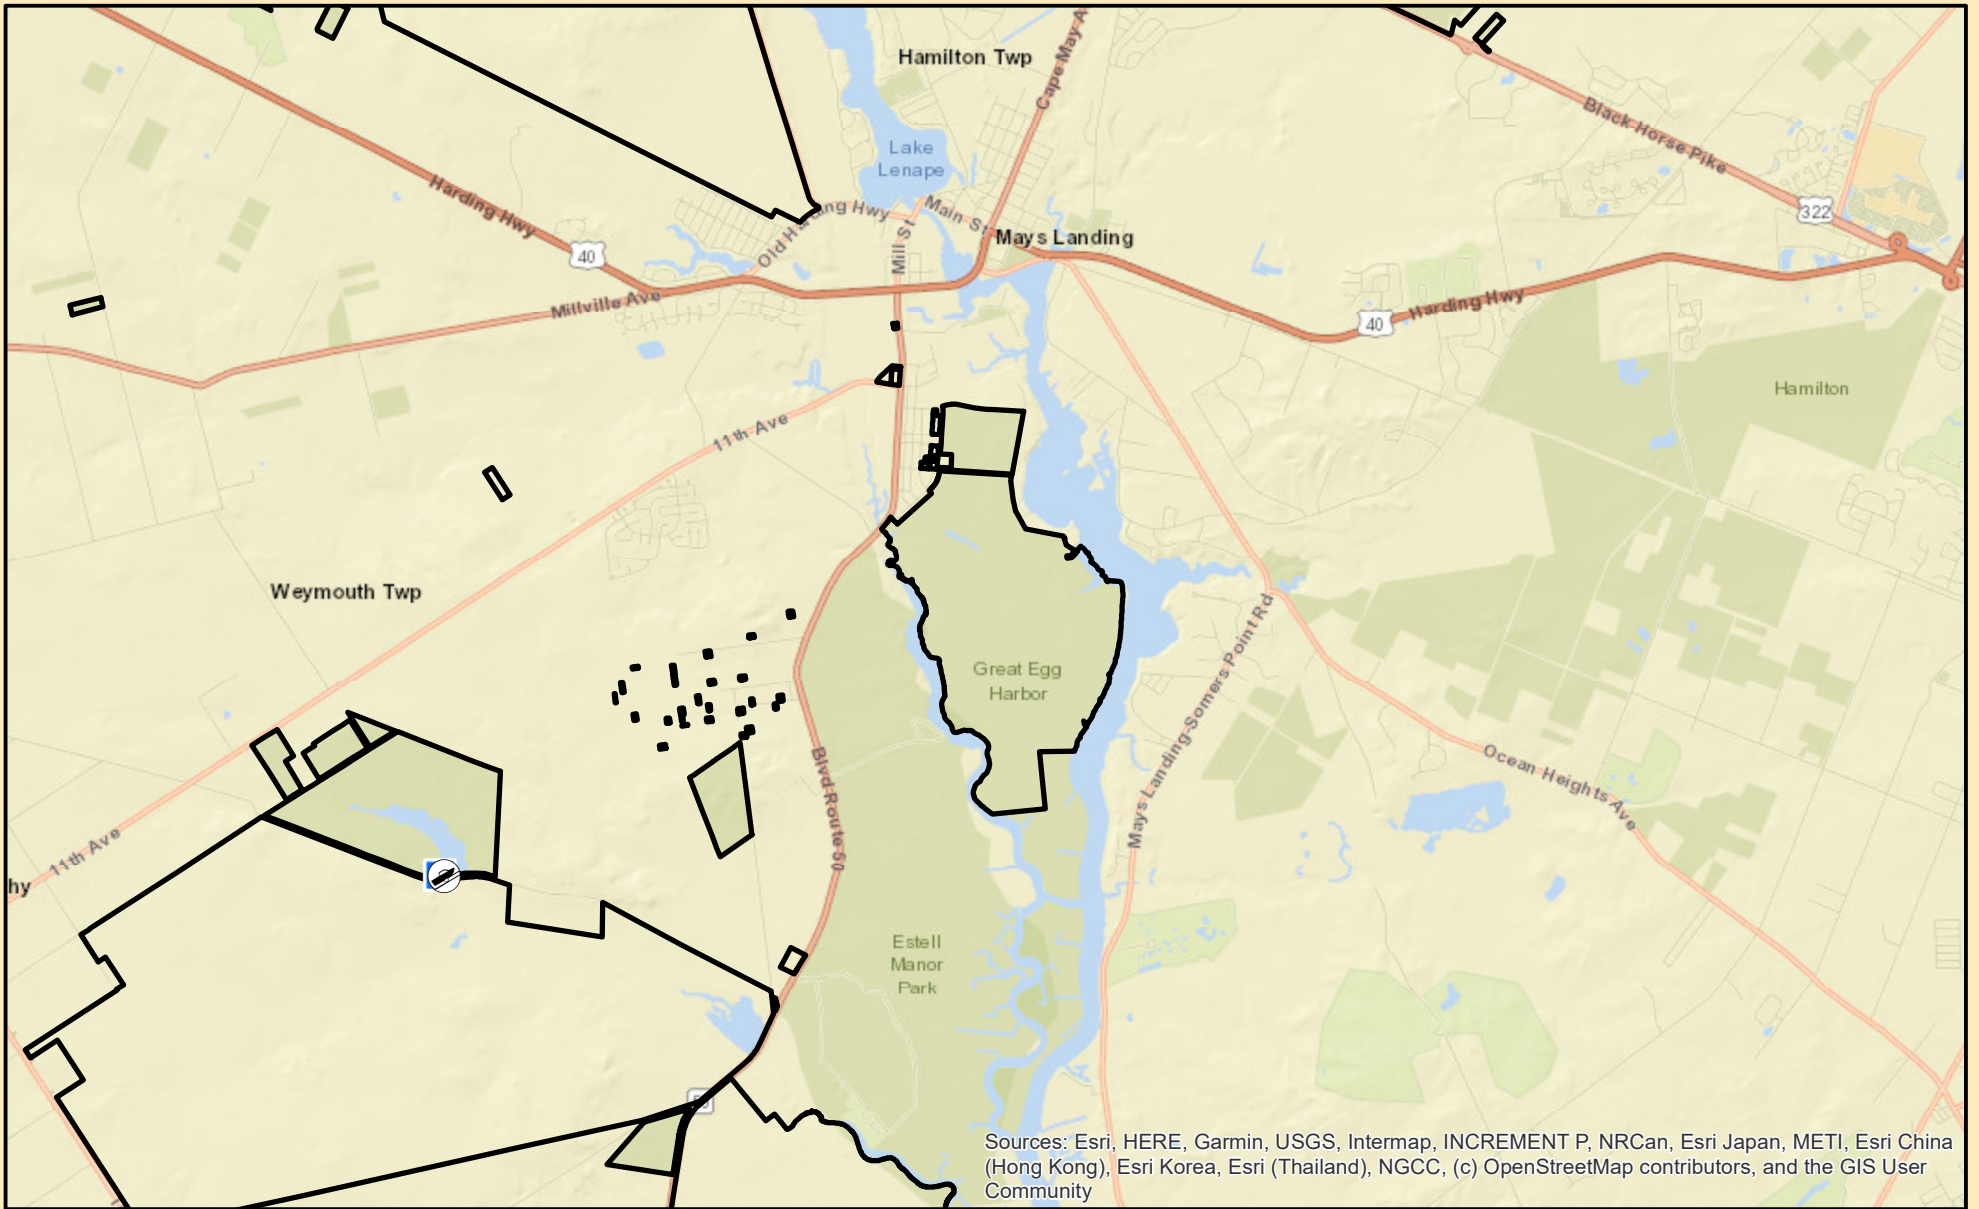 Hamilton Twp
Cape May A
Black Horse Pike
Lake
Lenape
322
Harding Hwy
Old Harding Hwy
Main St
Mill St
Mays Landing
40
Millville Ave
Harding Hwy
40
Hamilton
11th Ave
Weymouth Twp
Great Egg
Harbor
Mays Landing-Somers Point Rd
Ocean Heights Ave
Blvd Route 50
11th Ave
hy
Estell
Manor
Park
Sources: Esri, HERE, Garmin, USGS, Intermap, INCREMENT P, NRCan, Esri Japan, METI, Esri China
(Hong Kong), Esri Korea, Esri (Thailand), NGCC, (c) OpenStreetMap contributors, and the GIS User
Community